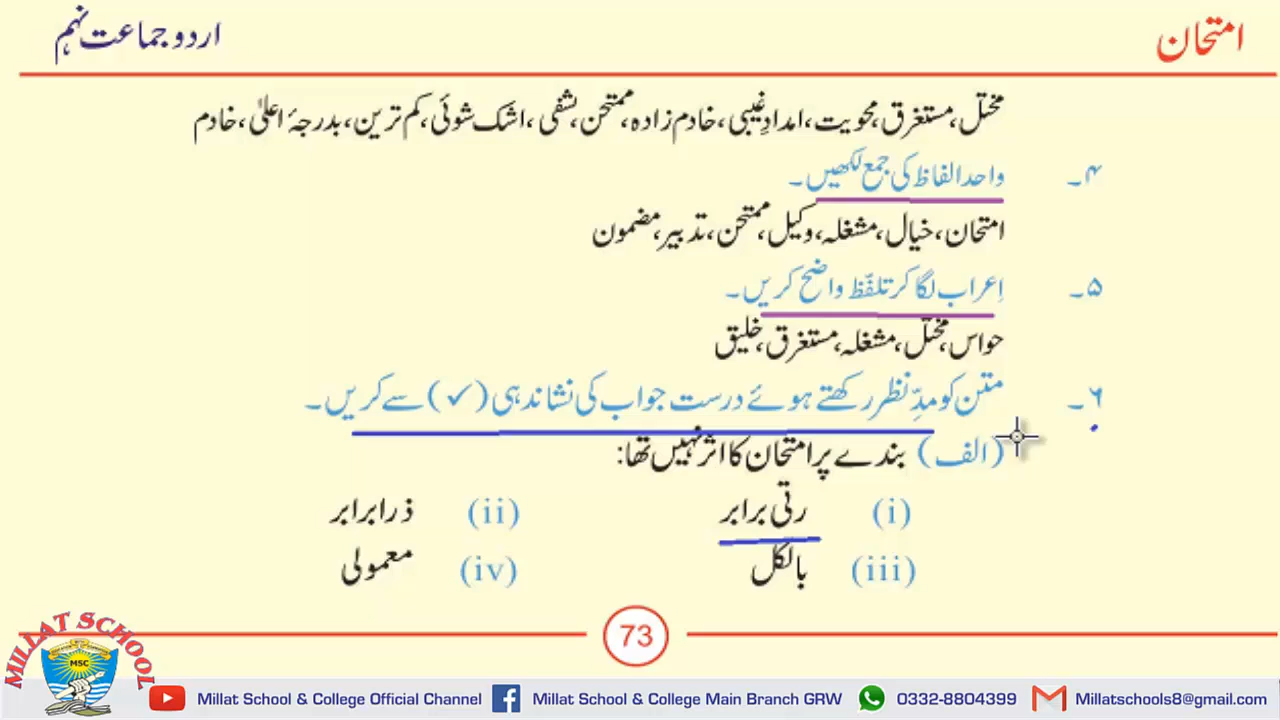 امتحان
اردو جماعت نہم
مختل، مستغرق، محویت، امدادِ غیبی، خادم زادہ، ممتحن، تشفی، اشک شوئی، کم ترین، بدرجۂ اعلیٰ، خادم
۴۔ واحد الفاظ کی جمع لکھیں۔
امتحان، خیال، مشغلہ، وکیل، ممتحن، تدبیر، مضمون
۵۔ اِعراب لگا کر تلفّظ واضح کریں۔
حواس، مختل، مشغلہ، مستغرق، خلیق
۶۔ متن کو مدِّ نظر رکھتے ہوئے درست جواب کی نشاندہی (✓) سے کریں۔
(الف) بندے پر امتحان کا اثر نہیں تھا:
(i) رتی برابر (ii) ذرا برابر
(iii) بالکل (iv) معمولی
73
MILLAT SCHOOL
MSC
Millat School & College Official Channel Millat School & College Main Branch GRW 0332-8804399 Millatschools8@gmail.com